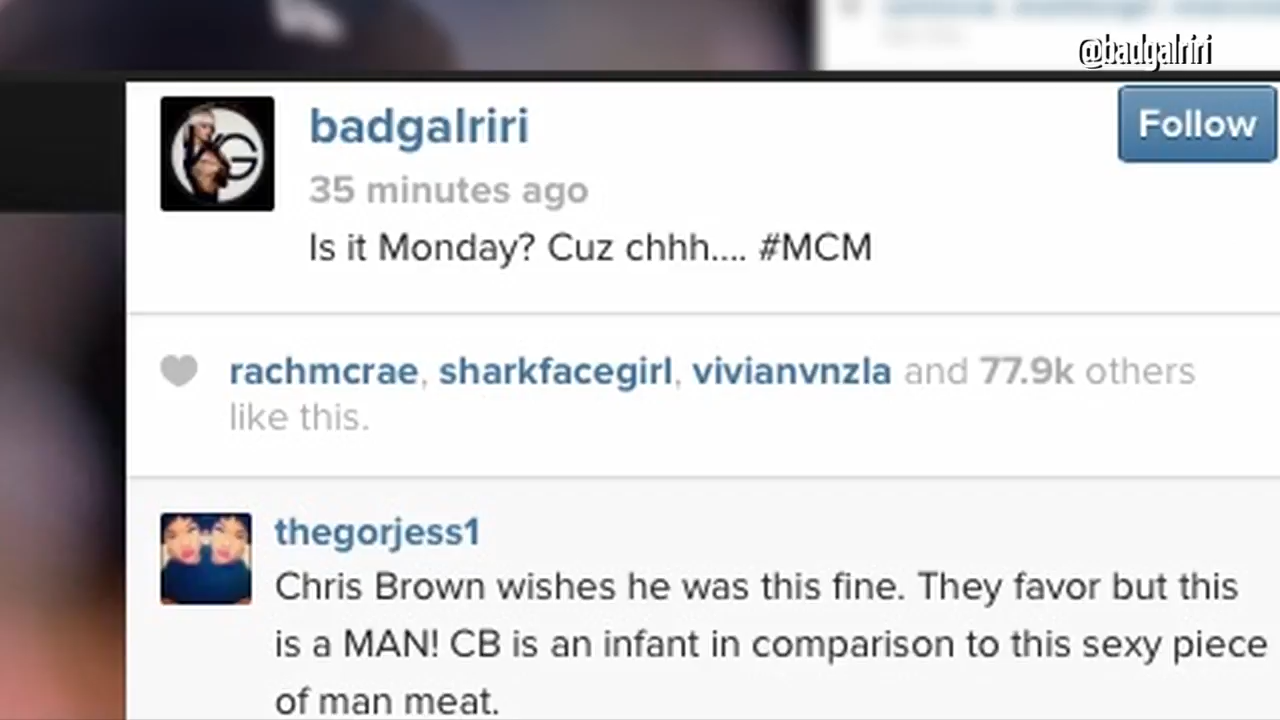 @badgalriri
badgalriri
Follow
35 minutes ago
Is it Monday? Cuz chhh.... #MCM
rachmcrae, sharkfacegirl, vivianvnzla and 77.9k others
like this.
thegorjess1
Chris Brown wishes he was this fine. They favor but this
is a MAN! CB is an infant in comparison to this sexy piece
of man meat.